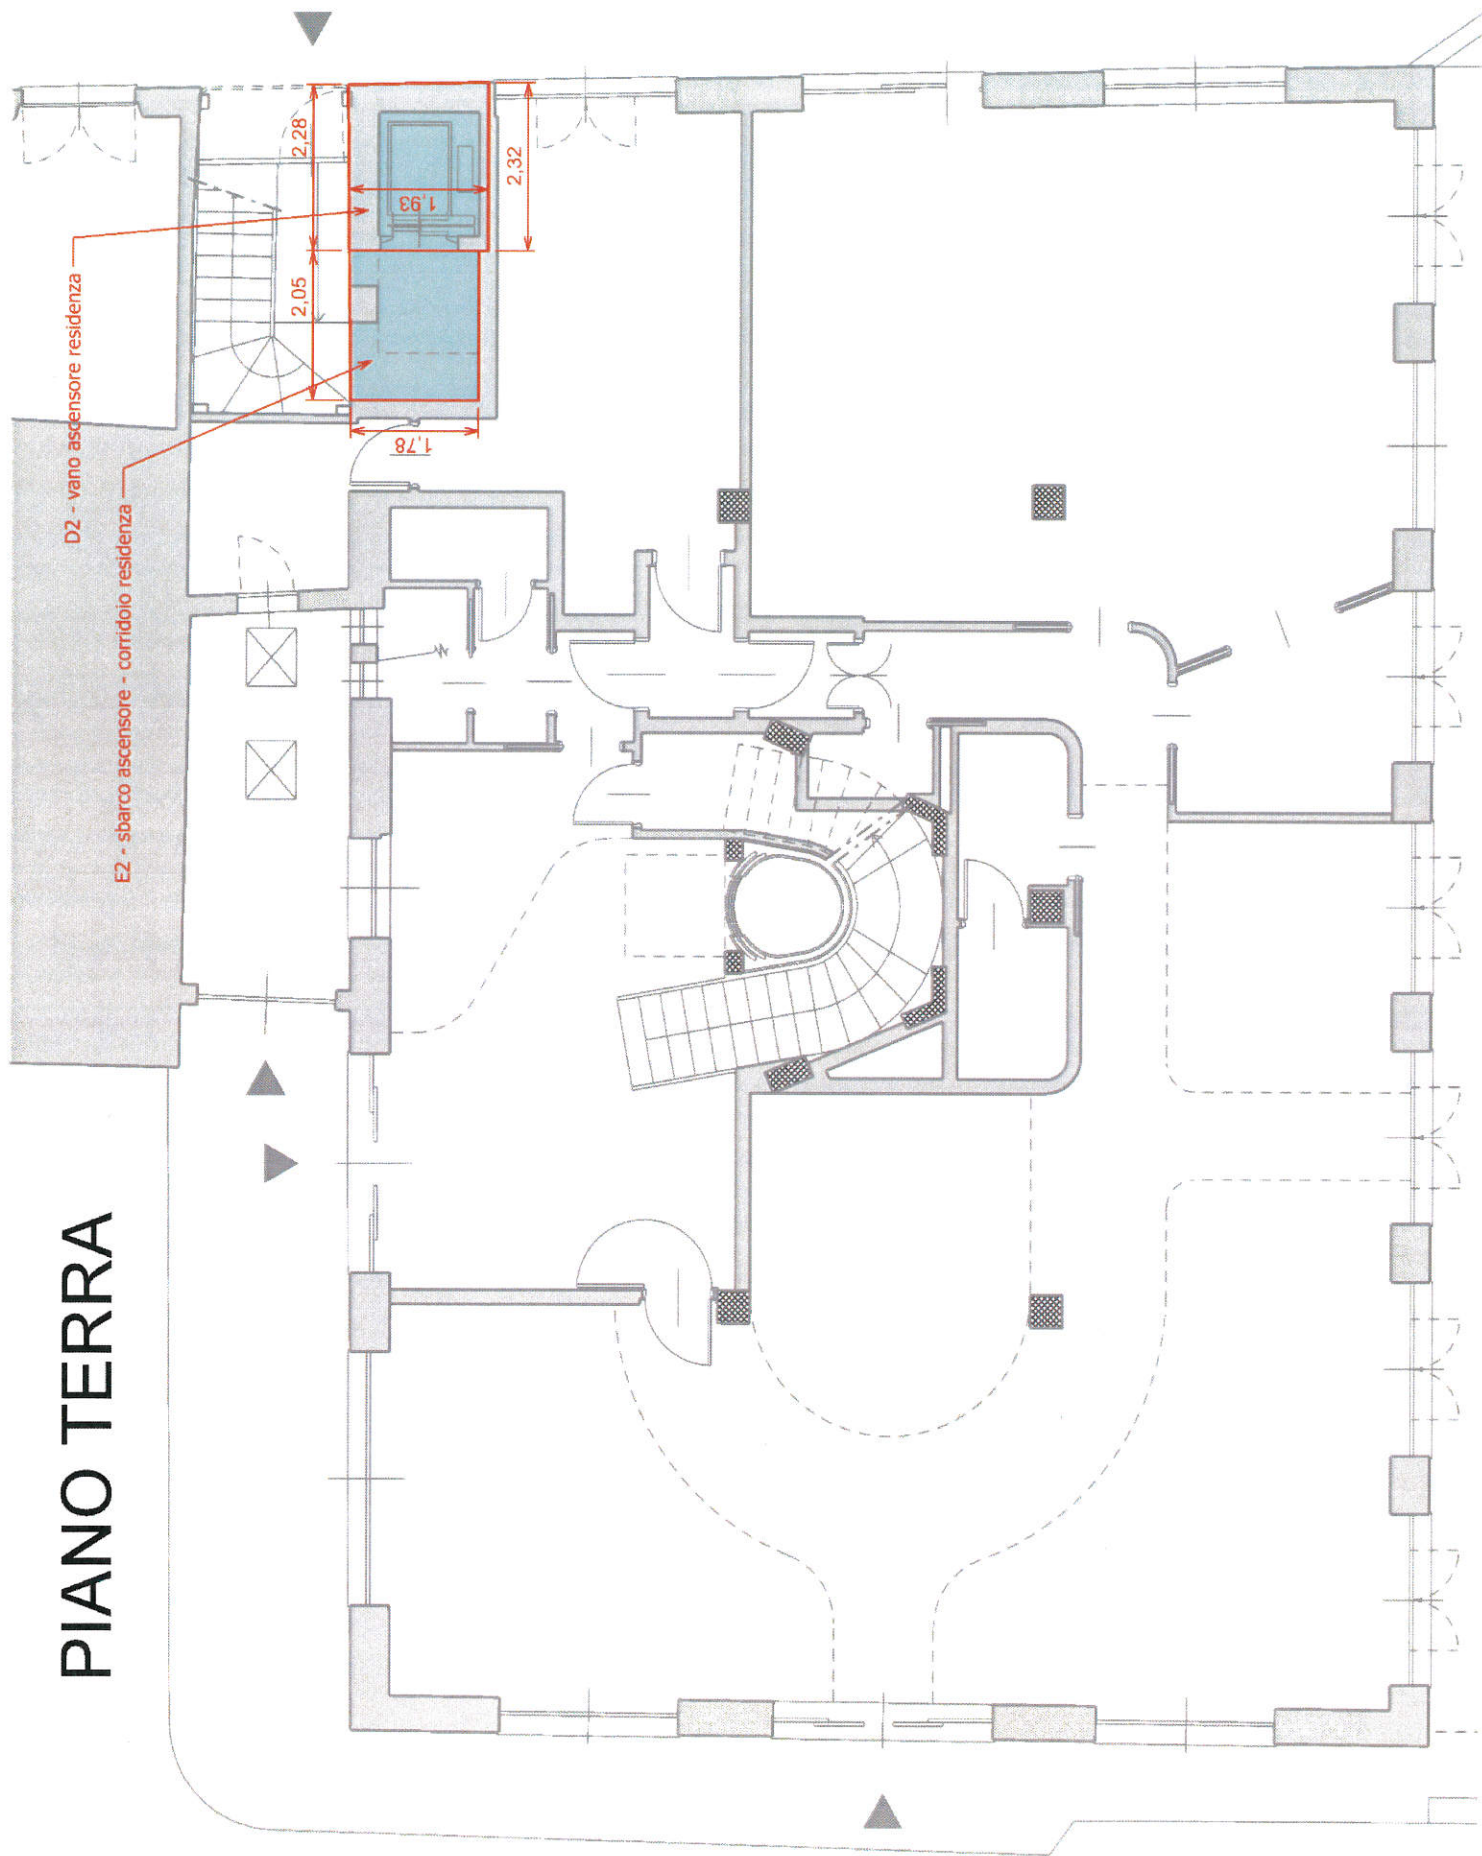 PIANO TERRA
D2 - vano ascensore residenza
E2 - sbarco ascensore - corridoio residenza
2,28
2,05
1,93
2,32
1,78